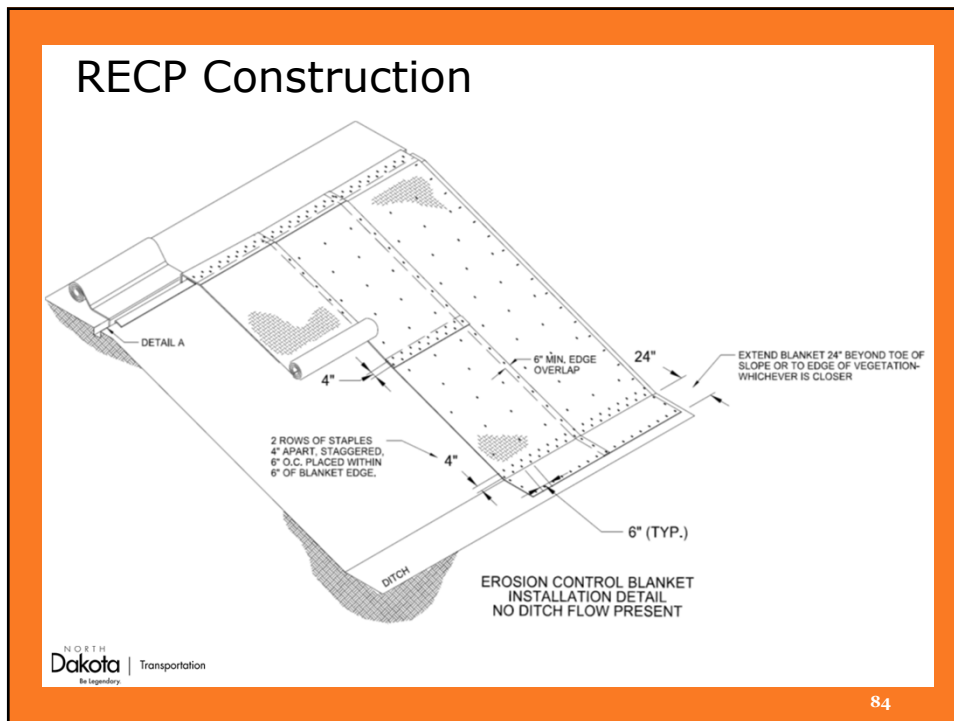 RECP Construction
DETAIL A
4"
6" MIN. EDGE
OVERLAP
24"
EXTEND BLANKET 24" BEYOND TOE OF
SLOPE OR TO EDGE OF VEGETATION-
WHICHEVER IS CLOSER
2 ROWS OF STAPLES
4" APART, STAGGERED,
6" O.C. PLACED WITHIN
6" OF BLANKET EDGE.
4"
6" (TYP.)
DITCH
EROSION CONTROL BLANKET
INSTALLATION DETAIL
NO DITCH FLOW PRESENT
NORTH
Dakota | Transportation
Be Legendary.
84